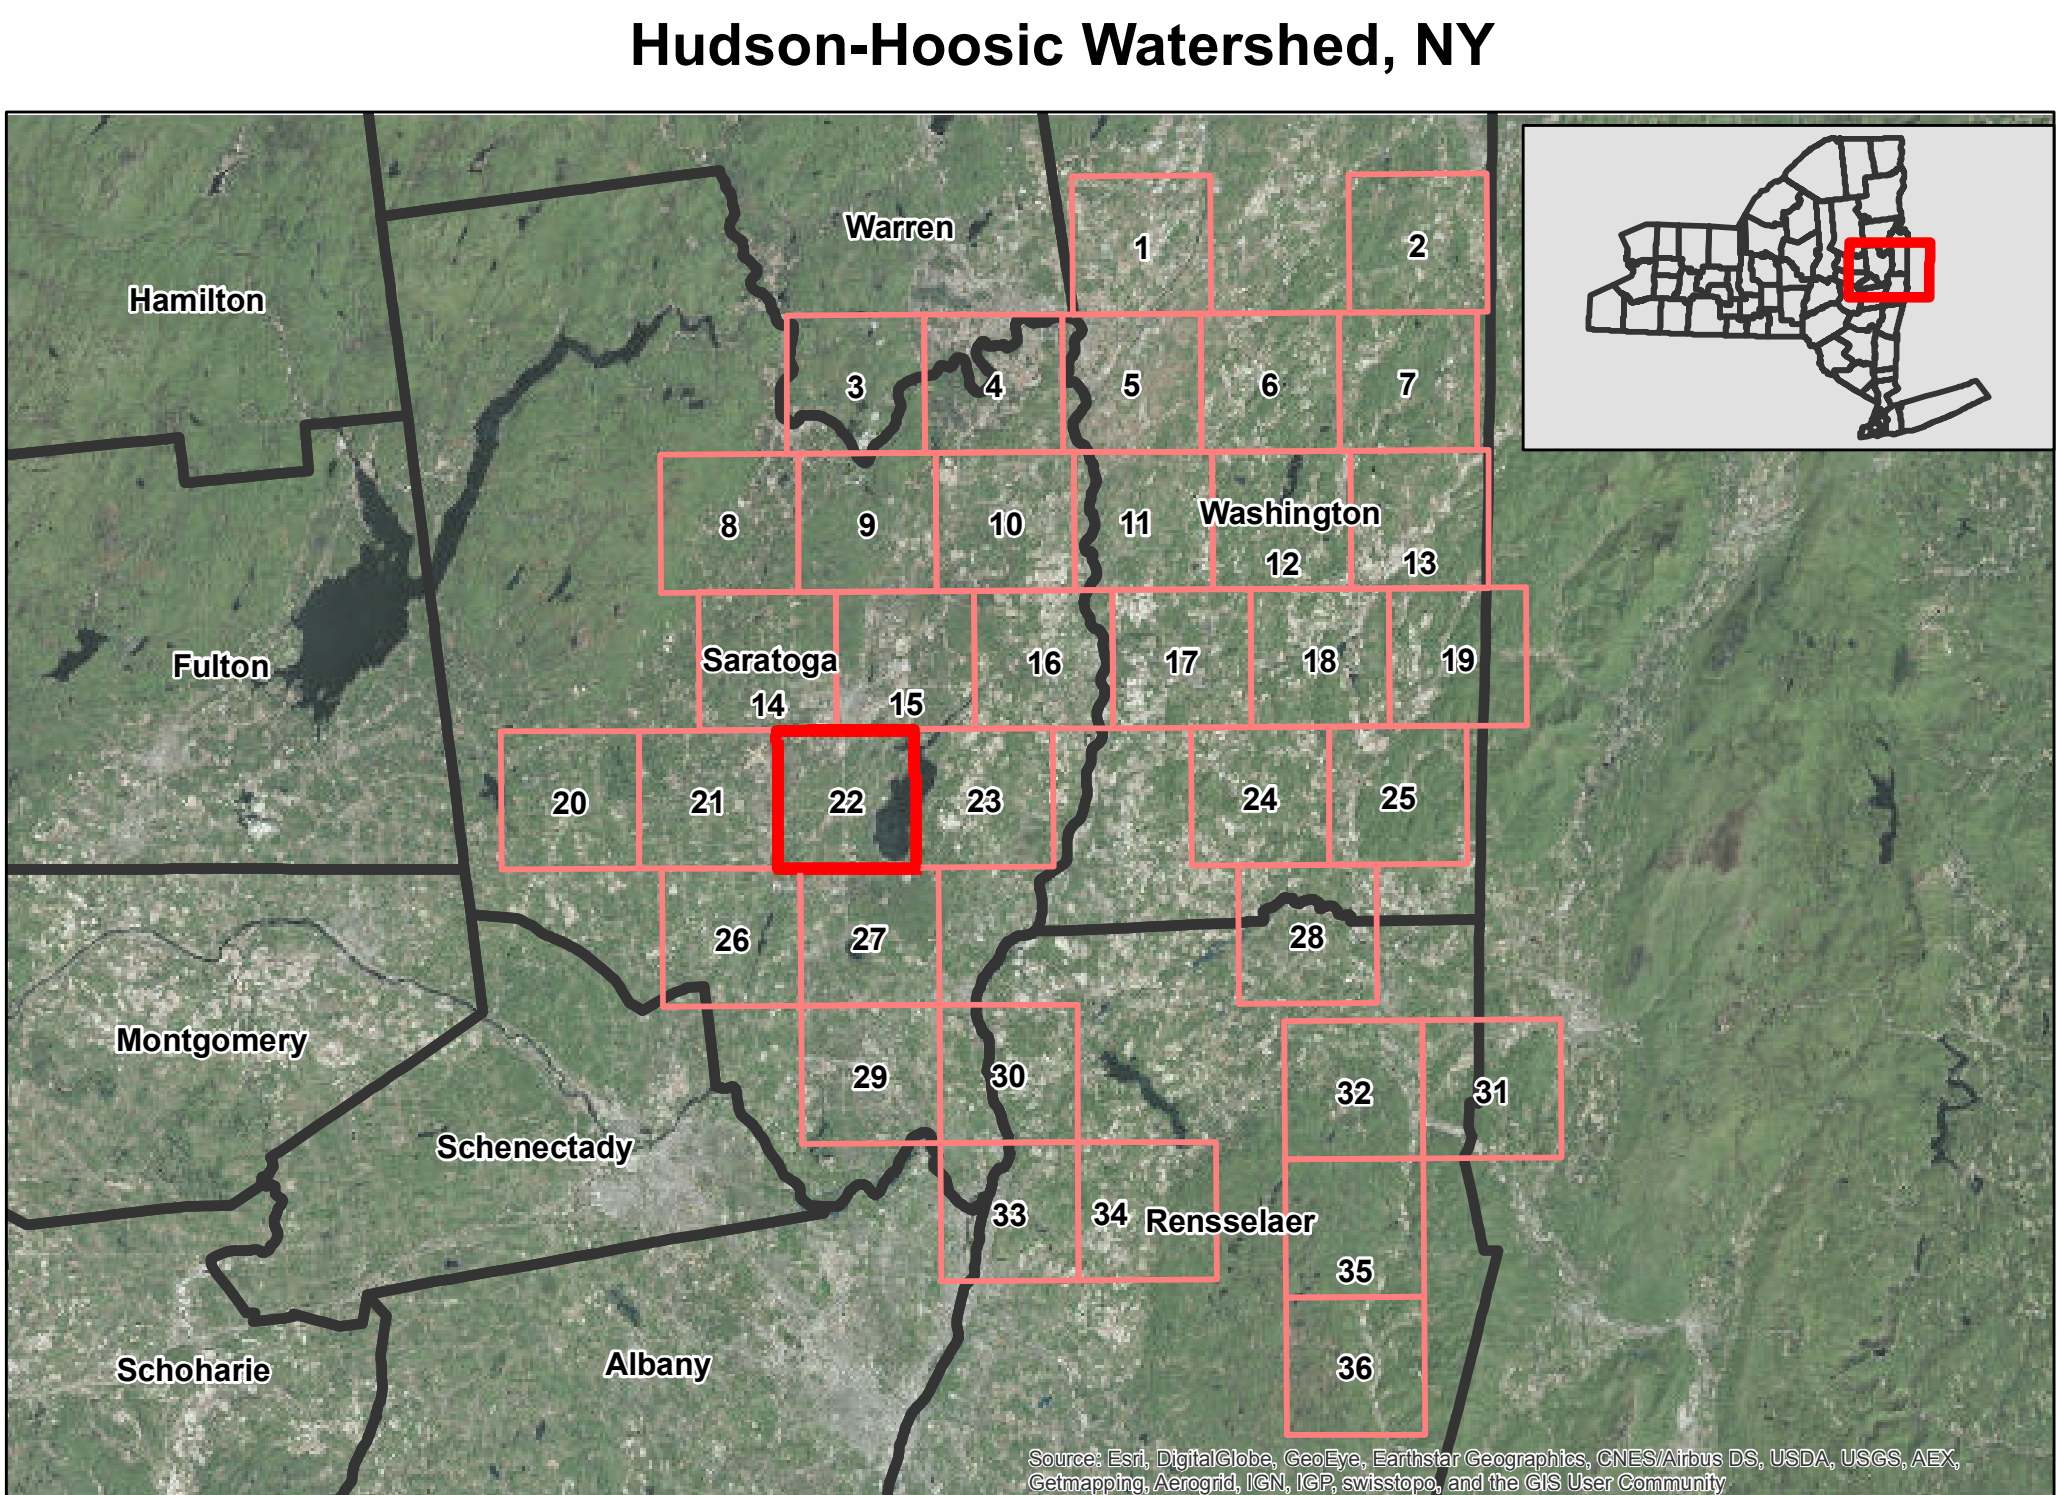 Hudson-Hoosic Watershed, NY
Warren
1
2
Hamilton
3
4
5
6
7
8
9
10
11
Washington
12
13
Fulton
Saratoga
14
15
16
17
18
19
20
21
22
23
24
25
26
27
28
Montgomery
29
30
32
31
Schenectady
33
34
Rensselaer
35
Schoharie
Albany
36
Source: Esri, DigitalGlobe, GeoEye, Earthstar Geographics, CNES/Airbus DS, USDA, USGS, AEX,
Getmapping, Aerogrid, IGN, IGP, swisstopo, and the GIS User Community